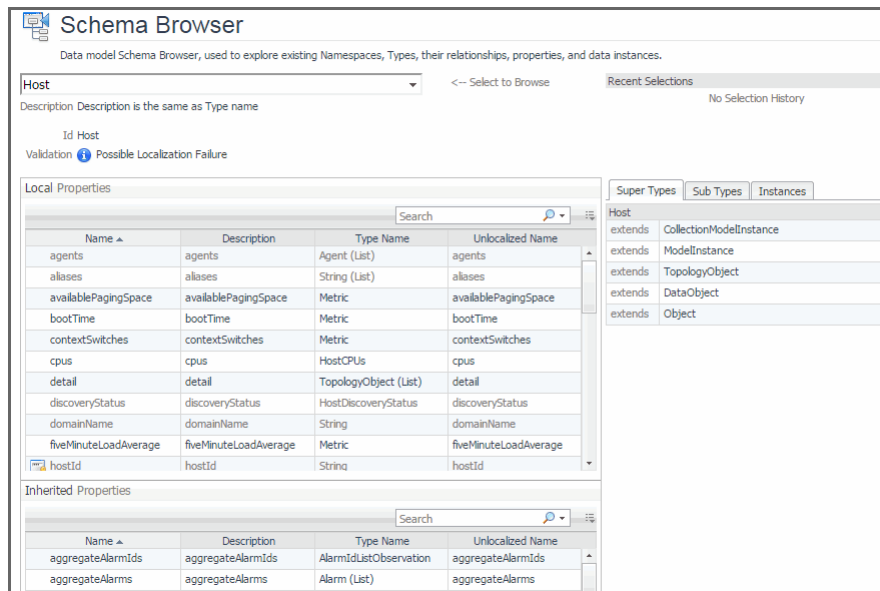 Schema Browser
Data model Schema Browser, used to explore existing Namespaces, Types, their relationships, properties, and data instances.
Host <-- Select to Browse Recent Selections
Description Description is the same as Type name No Selection History
Id Host
Validation Possible Localization Failure
Local Properties Super Types Sub Types Instances
Search Host
Name Description Type Name Unlocalized Name extends CollectionModelInstance
agents agents Agent (List) agents extends ModelInstance
aliases aliases String (List) aliases extends TopologyObject
availablePagingSpace availablePagingSpace Metric availablePagingSpace extends DataObject
bootTime bootTime Metric bootTime extends Object
contextSwitches contextSwitches Metric contextSwitches
cpus cpus HostCPUs cpus
detail detail TopologyObject (List) detail
discoveryStatus discoveryStatus HostDiscoveryStatus discoveryStatus
domainName domainName String domainName
fiveMinuteLoadAverage fiveMinuteLoadAverage Metric fiveMinuteLoadAverage
hostId hostId String hostId
Inherited Properties
Search
Name Description Type Name Unlocalized Name
aggregateAlarmIds aggregateAlarmIds AlarmIdListObservation aggregateAlarmIds
aggregateAlarms aggregateAlarms Alarm (List) aggregateAlarms